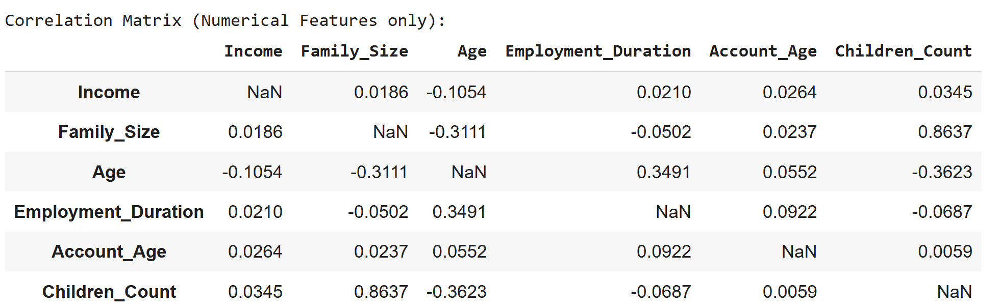 Correlation Matrix (Numerical Features only):
Income Family_Size Age Employment_Duration Account_Age Children_Count
Income NaN 0.0186 -0.1054 0.0210 0.0264 0.0345
Family_Size 0.0186 NaN -0.3111 -0.0502 0.0237 0.8637
Age -0.1054 -0.3111 NaN 0.3491 0.0552 -0.3623
Employment_Duration 0.0210 -0.0502 0.3491 NaN 0.0922 -0.0687
Account_Age 0.0264 0.0237 0.0552 0.0922 NaN 0.0059
Children_Count 0.0345 0.8637 -0.3623 -0.0687 0.0059 NaN